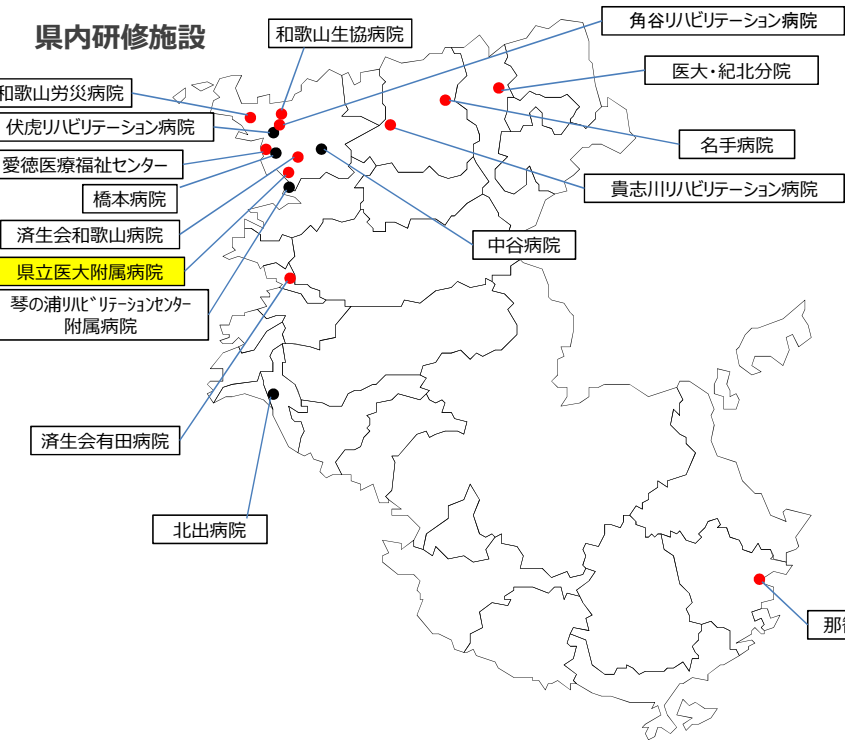 県内研修施設
和歌山生協病院
角谷リハビリテーション病院
和歌山労災病院
医大・紀北分院
伏虎リハビリテーション病院
名手病院
愛徳医療福祉センター
貴志川リハビリテーション病院
橋本病院
済生会和歌山病院
中谷病院
県立医大附属病院
琴の浦ﾘﾊﾋﾞﾘﾃｰｼｮﾝｾﾝﾀｰ
附属病院
済生会有田病院
北出病院